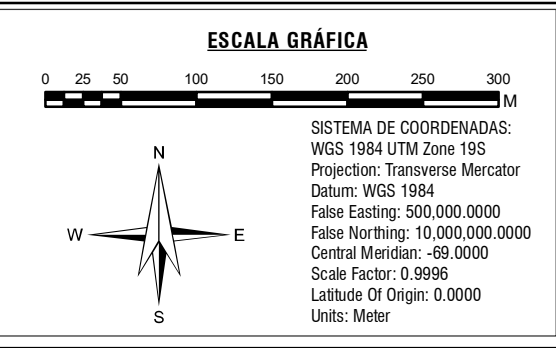 ESCALA GRÁFICA
0 25 50 100 150 200 250 300
M
SISTEMA DE COORDENADAS:
WGS 1984 UTM Zone 19S
Projection: Transverse Mercator
Datum: WGS 1984
False Easting: 500,000.0000
False Northing: 10,000,000.0000
Central Meridian: -69.0000
Scale Factor: 0.9996
Latitude Of Origin: 0.0000
Units: Meter
N
W E
S